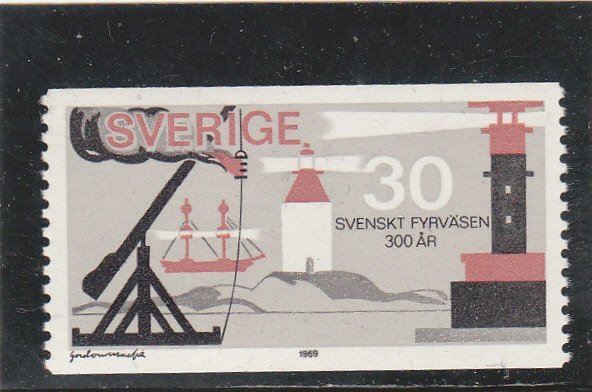 SVERIGE
30
SVENSKT FYRVÄSEN
300 ÅR
1969